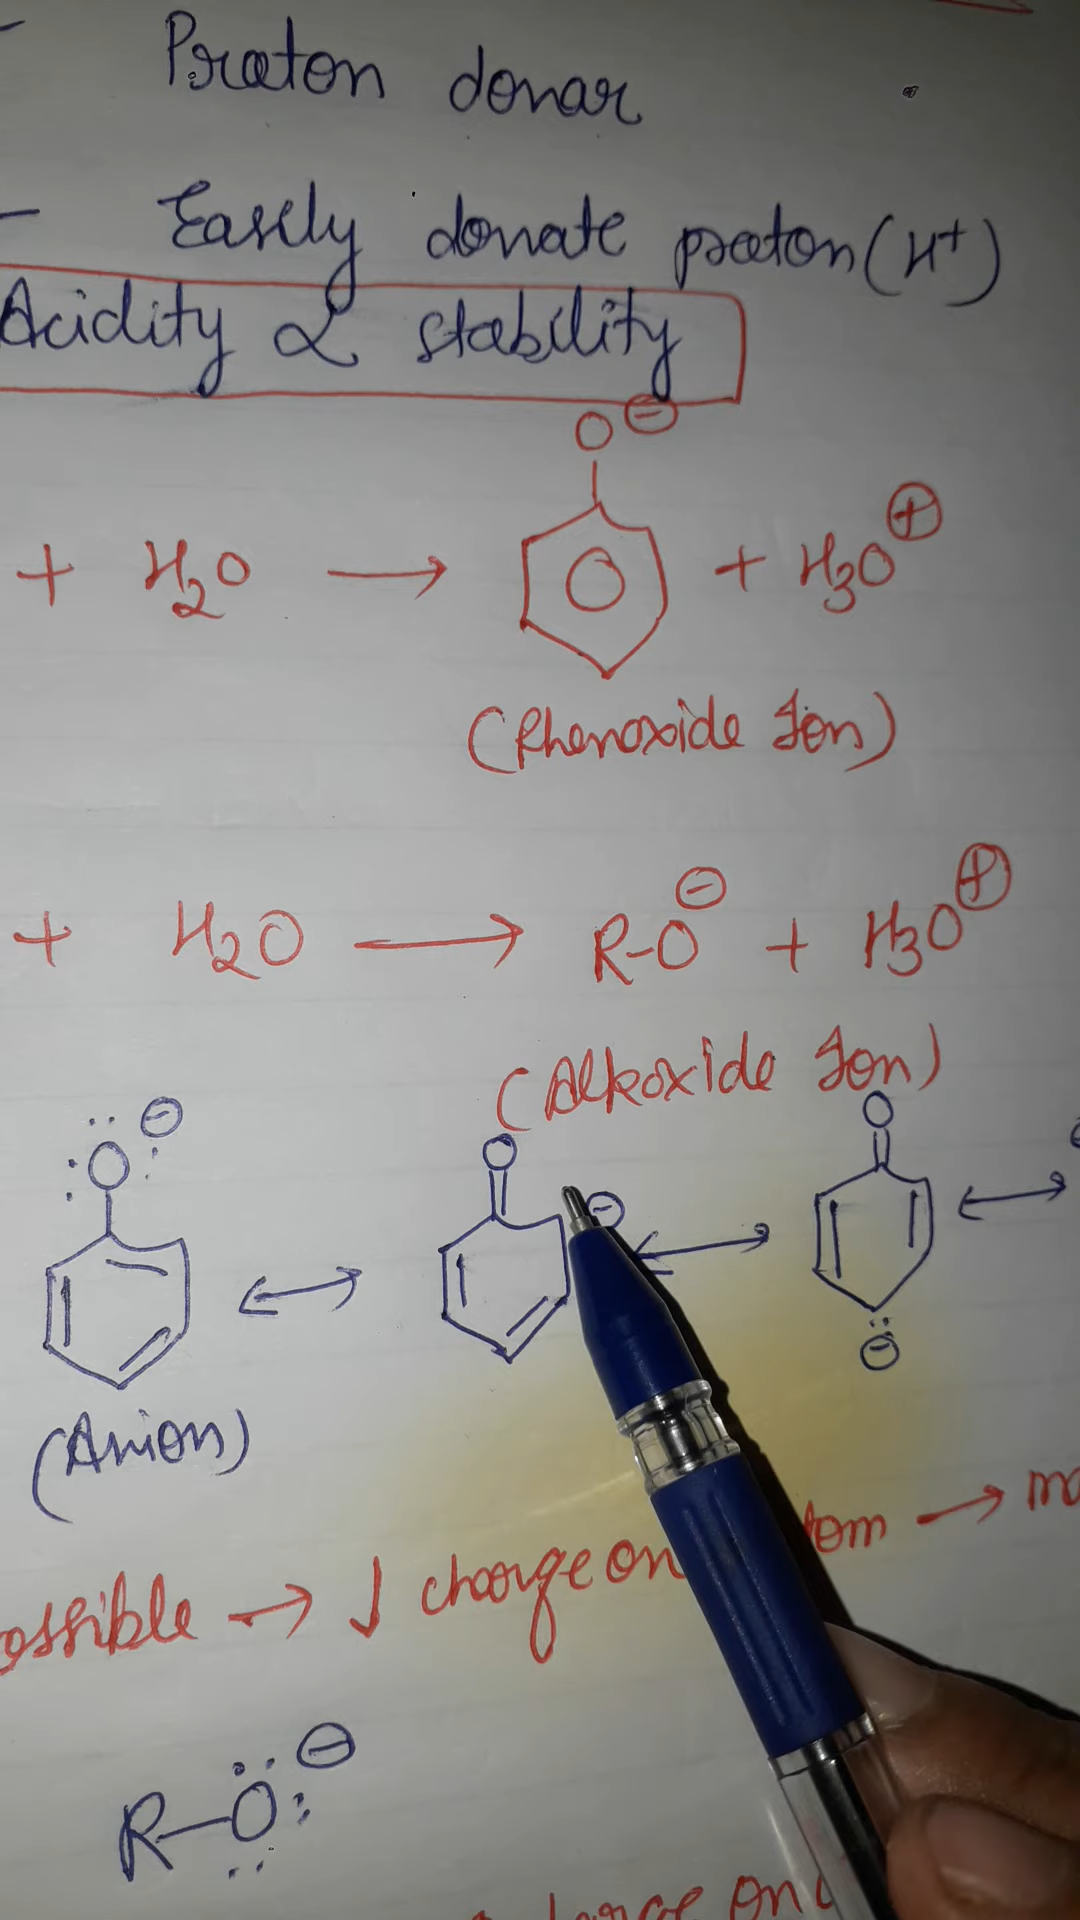 - Proton donar
- Easily donate proton (H+)
Acidity α stability
O⊖
+ H2O → + H3O⊕
(Phenoxide Ion)
+ H2O → R-O⊖ + H3O⊕
(Alkoxide Ion)
O⊖ ↔ O ⊖ ↔ O ⊖ ↔
(Anion)
ossible → ↓ charge on tom →
R-O⊖
on